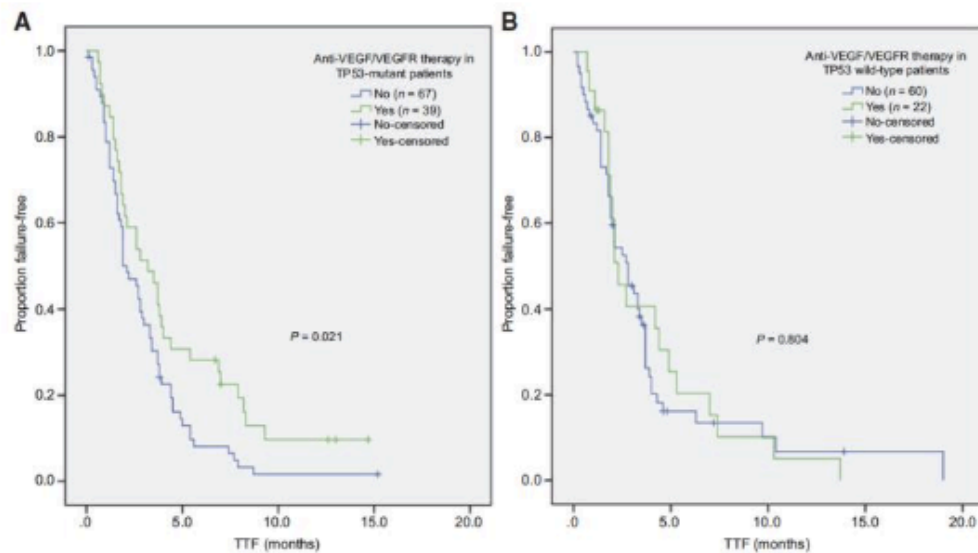 A
Anti-VEGF/VEGFR therapy in
TP53-mutant patients
No (n = 67)
Yes (n = 39)
No-censored
Yes-censored
P = 0.021
Proportion failure-free
1.0
0.8
0.6
0.4
0.2
0.0
.0 5.0 10.0 15.0 20.0
TTF (months)
B
Anti-VEGF/VEGFR therapy in
TP53 wild-type patients
No (n = 60)
Yes (n = 22)
No-censored
Yes-censored
P = 0.804
Proportion failure-free
1.0
0.8
0.6
0.4
0.2
0.0
.0 5.0 10.0 15.0 20.0
TTF (months)